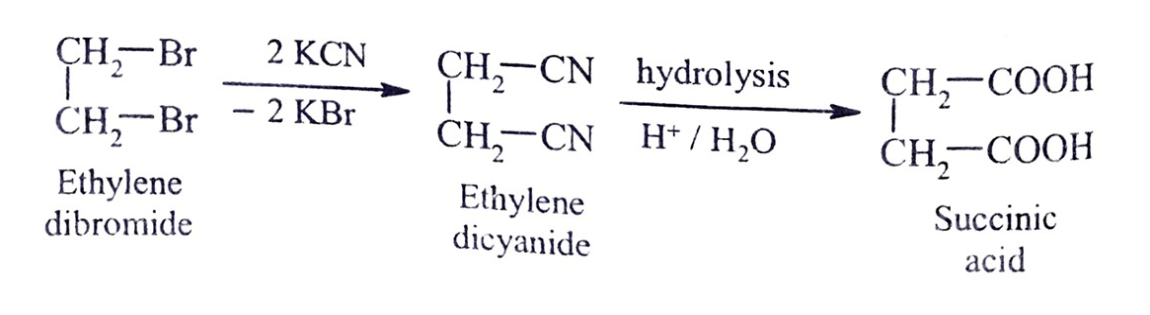 CH₂—Br
CH₂—Br
Ethylene
dibromide
2 KCN
− 2 KBr
CH₂—CN
CH₂—CN
Ethylene
dicyanide
hydrolysis
H⁺ / H₂O
CH₂—COOH
CH₂—COOH
Succinic
acid